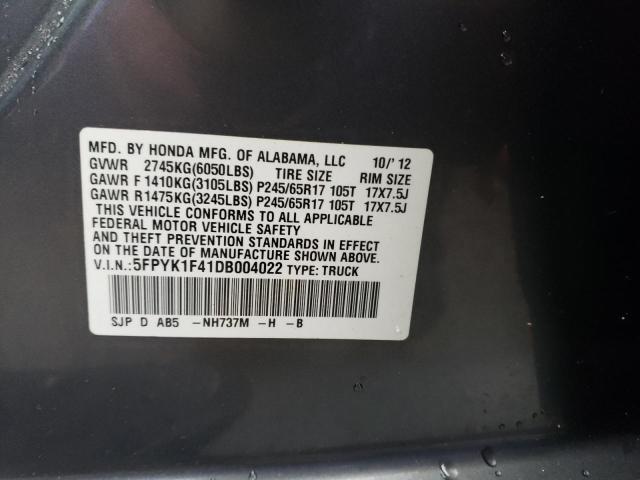 MFD. BY HONDA MFG. OF ALABAMA, LLC 10/'12
GVWR 2745KG(6050LBS) TIRE SIZE RIM SIZE
GAWR F 1410KG(3105LBS) P245/65R17 105T 17X7.5J
GAWR R1475KG(3245LBS) P245/65R17 105T 17X7.5J
THIS VEHICLE CONFORMS TO ALL APPLICABLE
FEDERAL MOTOR VEHICLE SAFETY
AND THEFT PREVENTION STANDARDS IN EFFECT
ON THE DATE OF MANUFACTURE SHOWN ABOVE.
V.I.N.:5FPYK1F41DB004022 TYPE:TRUCK
SJP D AB5 -NH737M -H -B